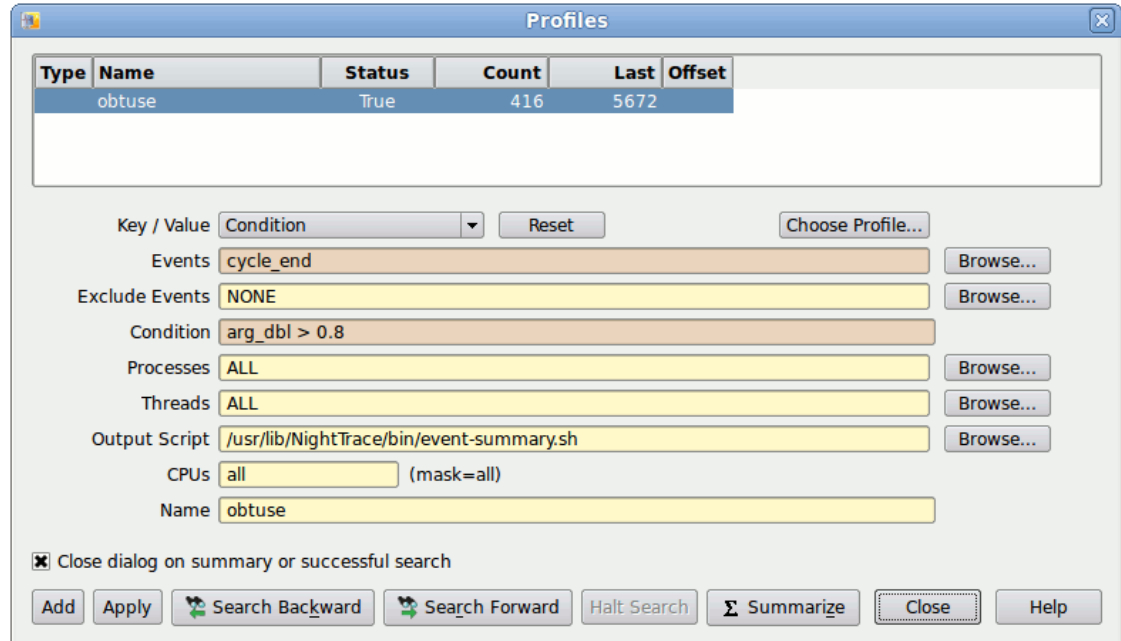 Profiles
Type Name Status Count Last Offset
obtuse True 416 5672
Key / Value Condition Reset Choose Profile...
Events cycle_end Browse...
Exclude Events NONE Browse...
Condition arg_dbl > 0.8
Processes ALL Browse...
Threads ALL Browse...
Output Script /usr/lib/NightTrace/bin/event-summary.sh Browse...
CPUs all (mask=all)
Name obtuse
Close dialog on summary or successful search
Add Apply Search Backward Search Forward Halt Search Σ Summarize Close Help